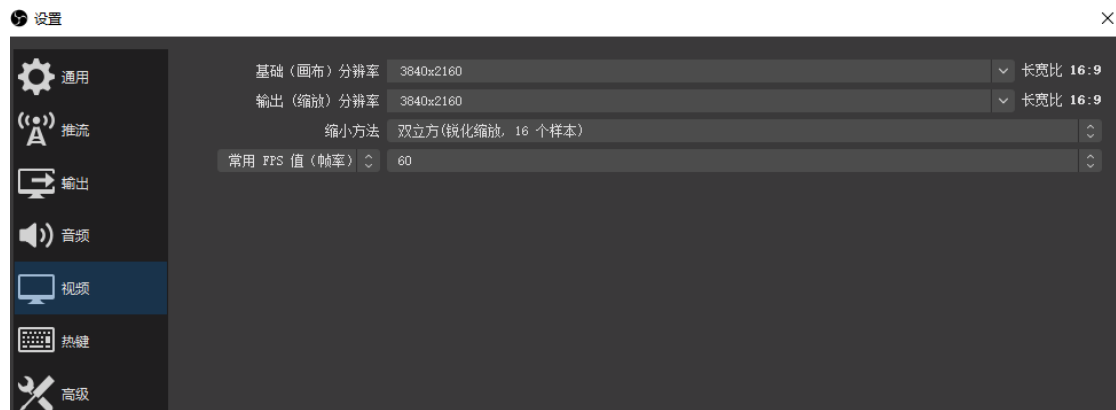 设置
通用
推流
输出
音频
视频
热键
高级
基础（画布）分辨率 3840x2160 长宽比 16:9
输出（缩放）分辨率 3840x2160 长宽比 16:9
缩小方法 双立方(锐化缩放, 16 个样本)
常用 FPS 值（帧率） 60